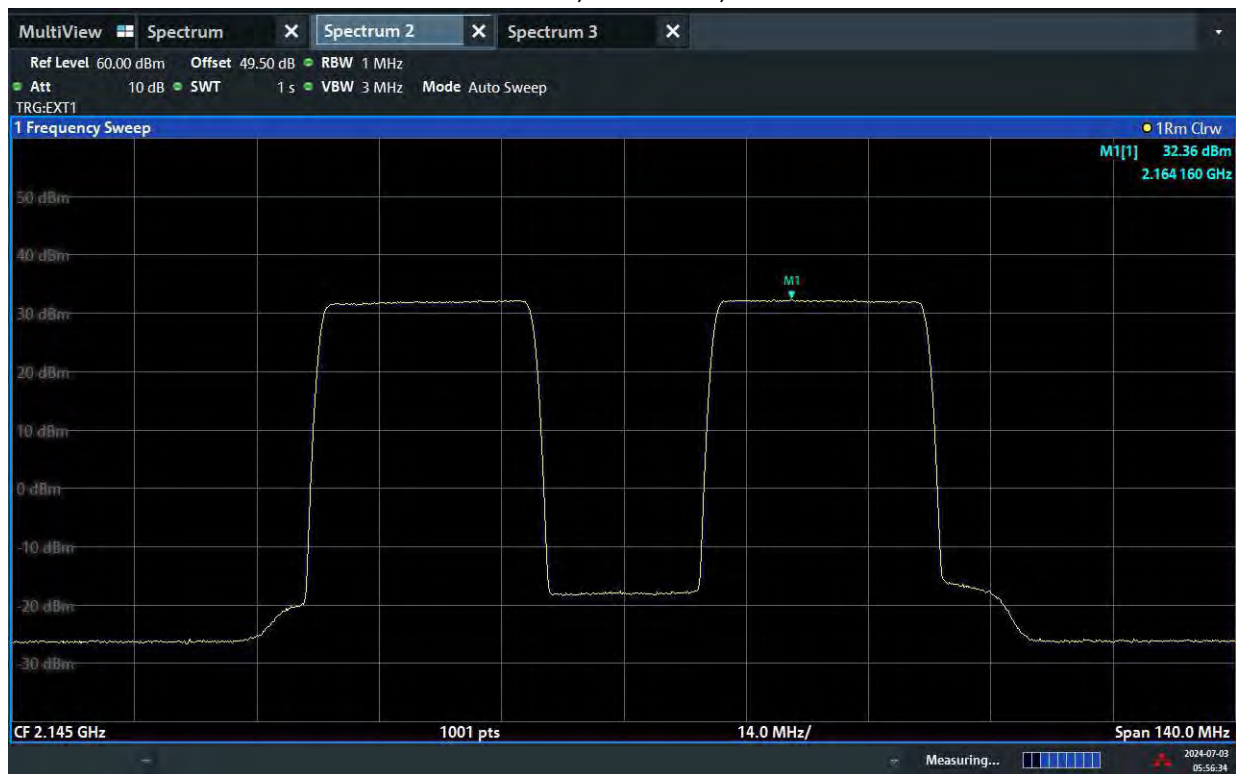 MultiView Spectrum X Spectrum 2 X Spectrum 3 X
Ref Level 60.00 dBm Offset 49.50 dB RBW 1 MHz
Att 10 dB SWT 1 s VBW 3 MHz Mode Auto Sweep
TRG:EXT1
1 Frequency Sweep 1Rm Clrw
M1[1] 32.36 dBm
2.164 160 GHz
50 dBm
40 dBm
M1
30 dBm
20 dBm
10 dBm
0 dBm
-10 dBm
-20 dBm
-30 dBm
CF 2.145 GHz 1001 pts 14.0 MHz/ Span 140.0 MHz
Measuring... 2024-07-03
05:56:34